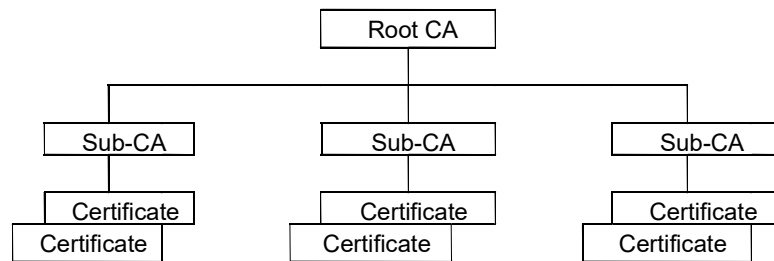 Root CA
Sub-CA
Sub-CA
Sub-CA
Certificate
Certificate
Certificate
Certificate
Certificate
Certificate